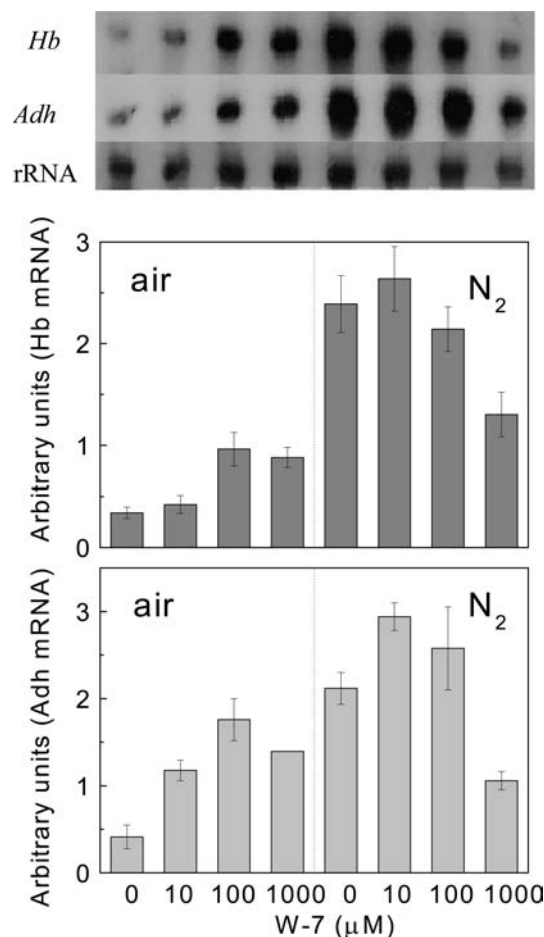 Hb
Adh
rRNA
Arbitrary units (Hb mRNA)
3
2
1
0
air
N2
Arbitrary units (Adh mRNA)
3
2
1
0
air
N2
0 10 100 1000 0 10 100 1000
W-7 (μM)